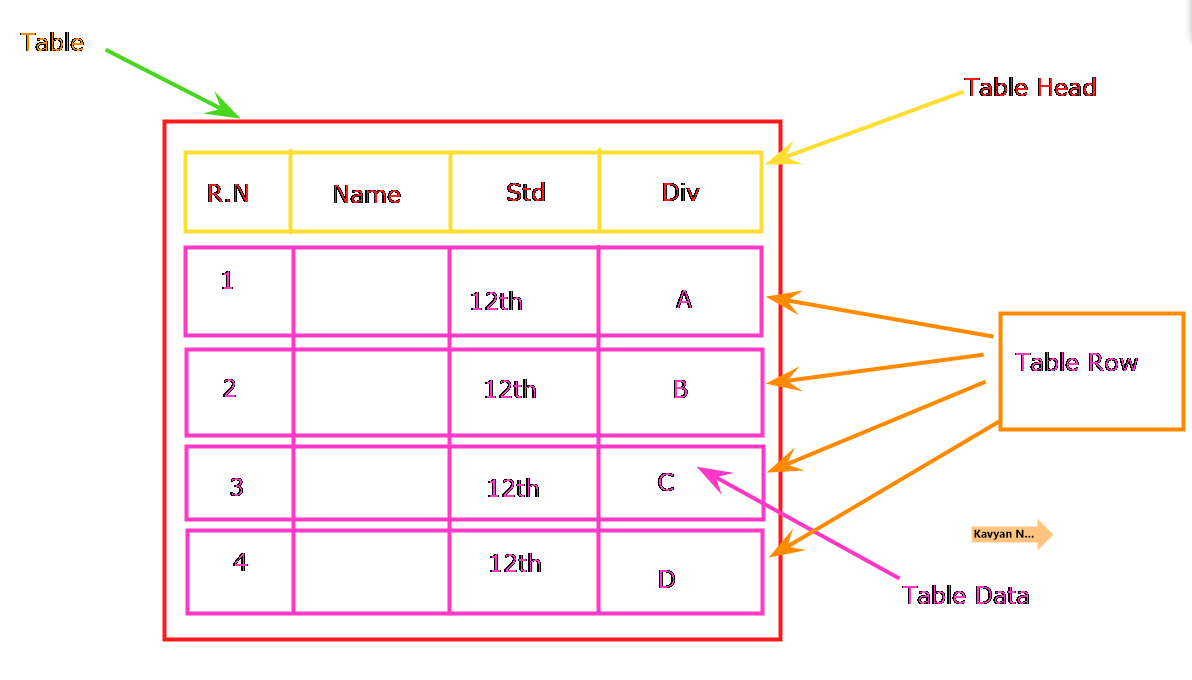 Table
Table Head
R.N Name Std Div
1 12th A
2 12th B
3 12th C
4 12th D
Table Row
Kavyan N...
Table Data